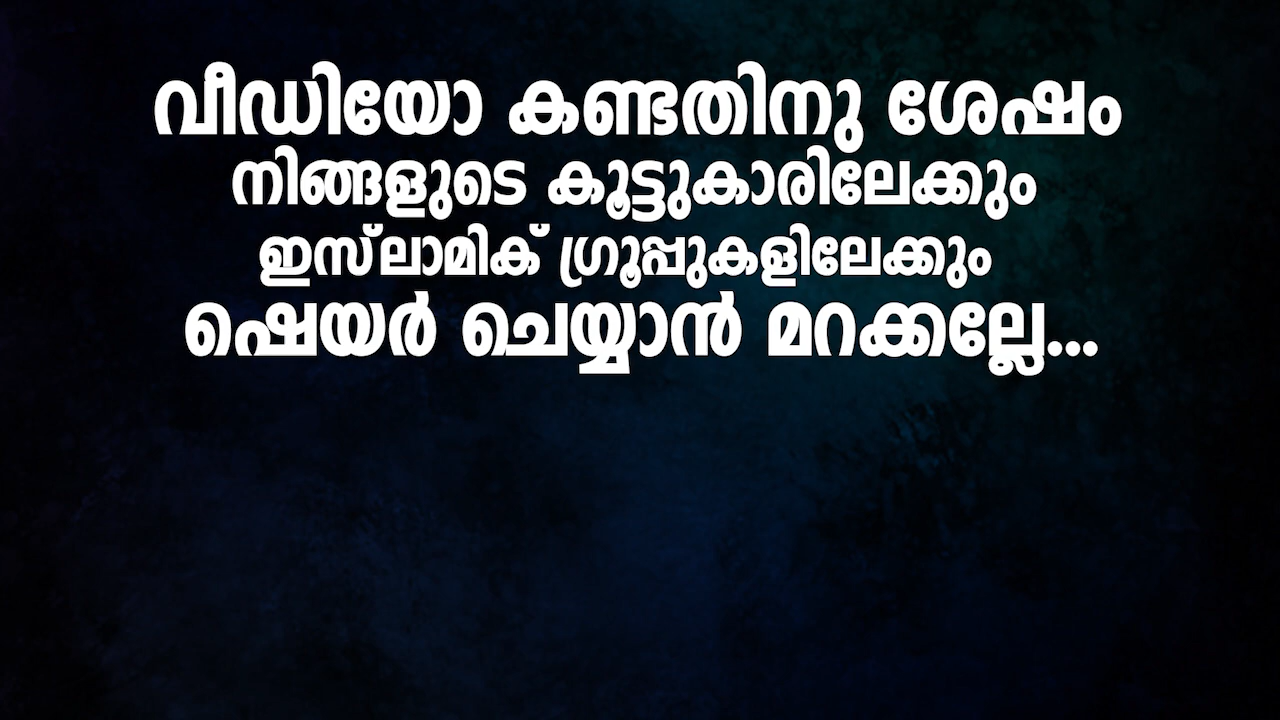 വീഡിയോ കണ്ടതിനു ശേഷം
നിങ്ങളുടെ കൂട്ടുകാരിലേക്കും
ഇസ്‌ലാമിക് ഗ്രൂപ്പുകളിലേക്കും
ഷെയർ ചെയ്യാൻ മറക്കല്ലേ...